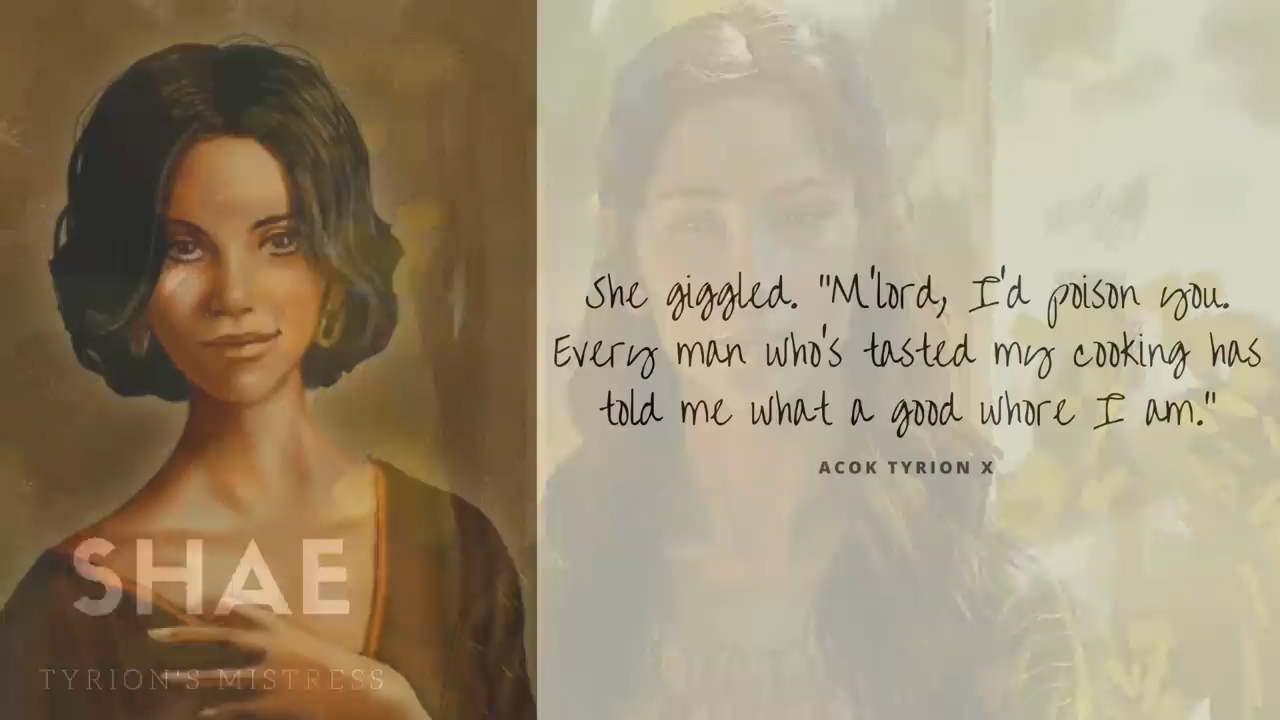 SHAE
TYRION'S MISTRESS
She giggled. "M'lord, I'd poison you.
Every man who's tasted my cooking has
told me what a good whore I am."
ACOK TYRION X